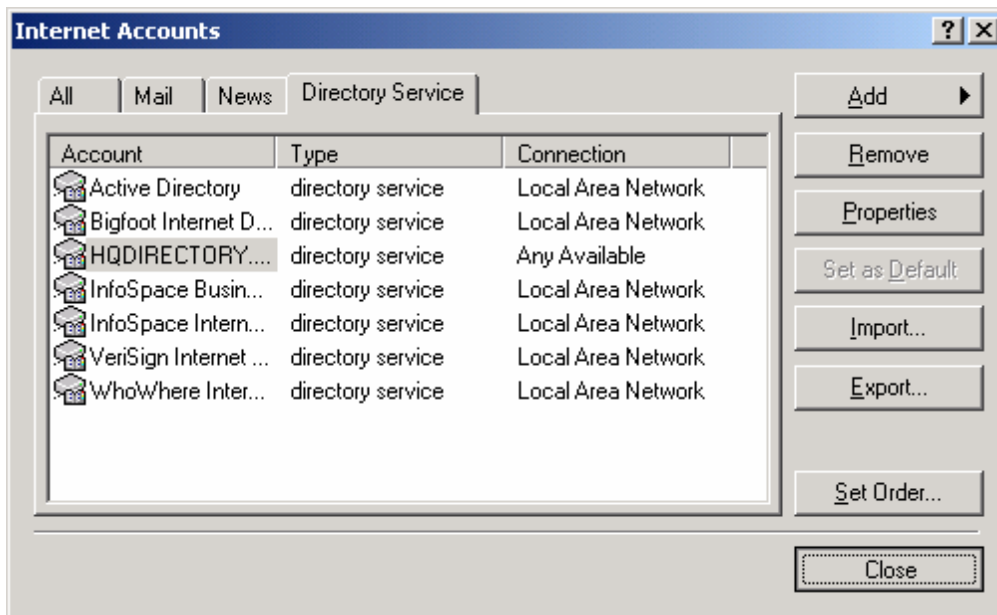 Internet Accounts
All Mail News Directory Service
Account Type Connection
Active Directory directory service Local Area Network
Bigfoot Internet D... directory service Local Area Network
HQDIRECTORY.... directory service Any Available
InfoSpace Busin... directory service Local Area Network
InfoSpace Intern... directory service Local Area Network
VeriSign Internet ... directory service Local Area Network
WhoWhere Inter... directory service Local Area Network
Add
Remove
Properties
Set as Default
Import...
Export...
Set Order...
Close